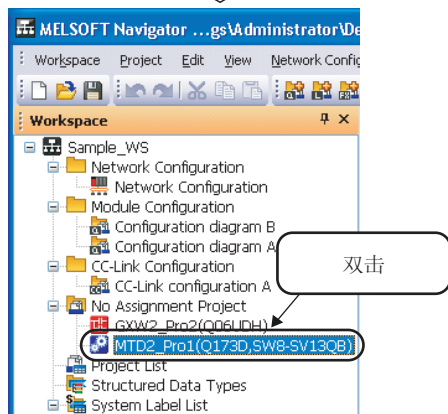 MELSOFT Navigator ...gs\Administrator\De
Workspace Project Edit View Network Config
Workspace
Sample_WS
Network Configuration
Network Configuration
Module Configuration
Configuration diagram B
Configuration diagram A
CC-Link Configuration
CC-Link configuration A
双击
No Assignment Project
GXW2_Pro2(Q06UDH)
MTD2_Pro1(Q173D,SW8-SV13QB)
Project List
Structured Data Types
System Label List